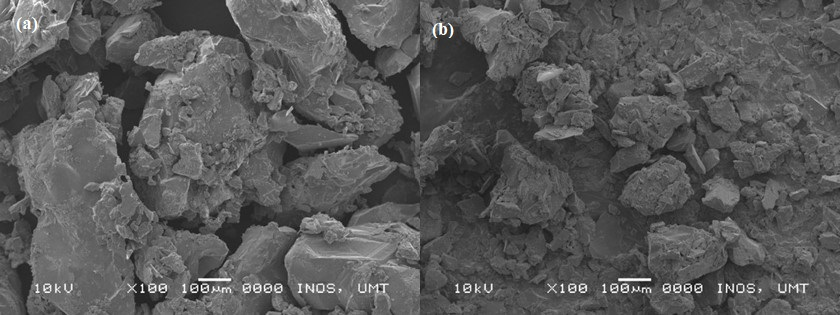 (a)
(b)
10kV X100 100μm 0000 INOS, UMT
10kV X100 100μm 0000 INOS, UMT